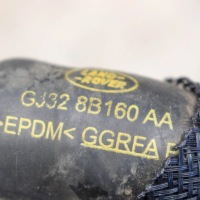 LAND
ROVER
GJ32 8B160 AA
>EPDM< GGRFA